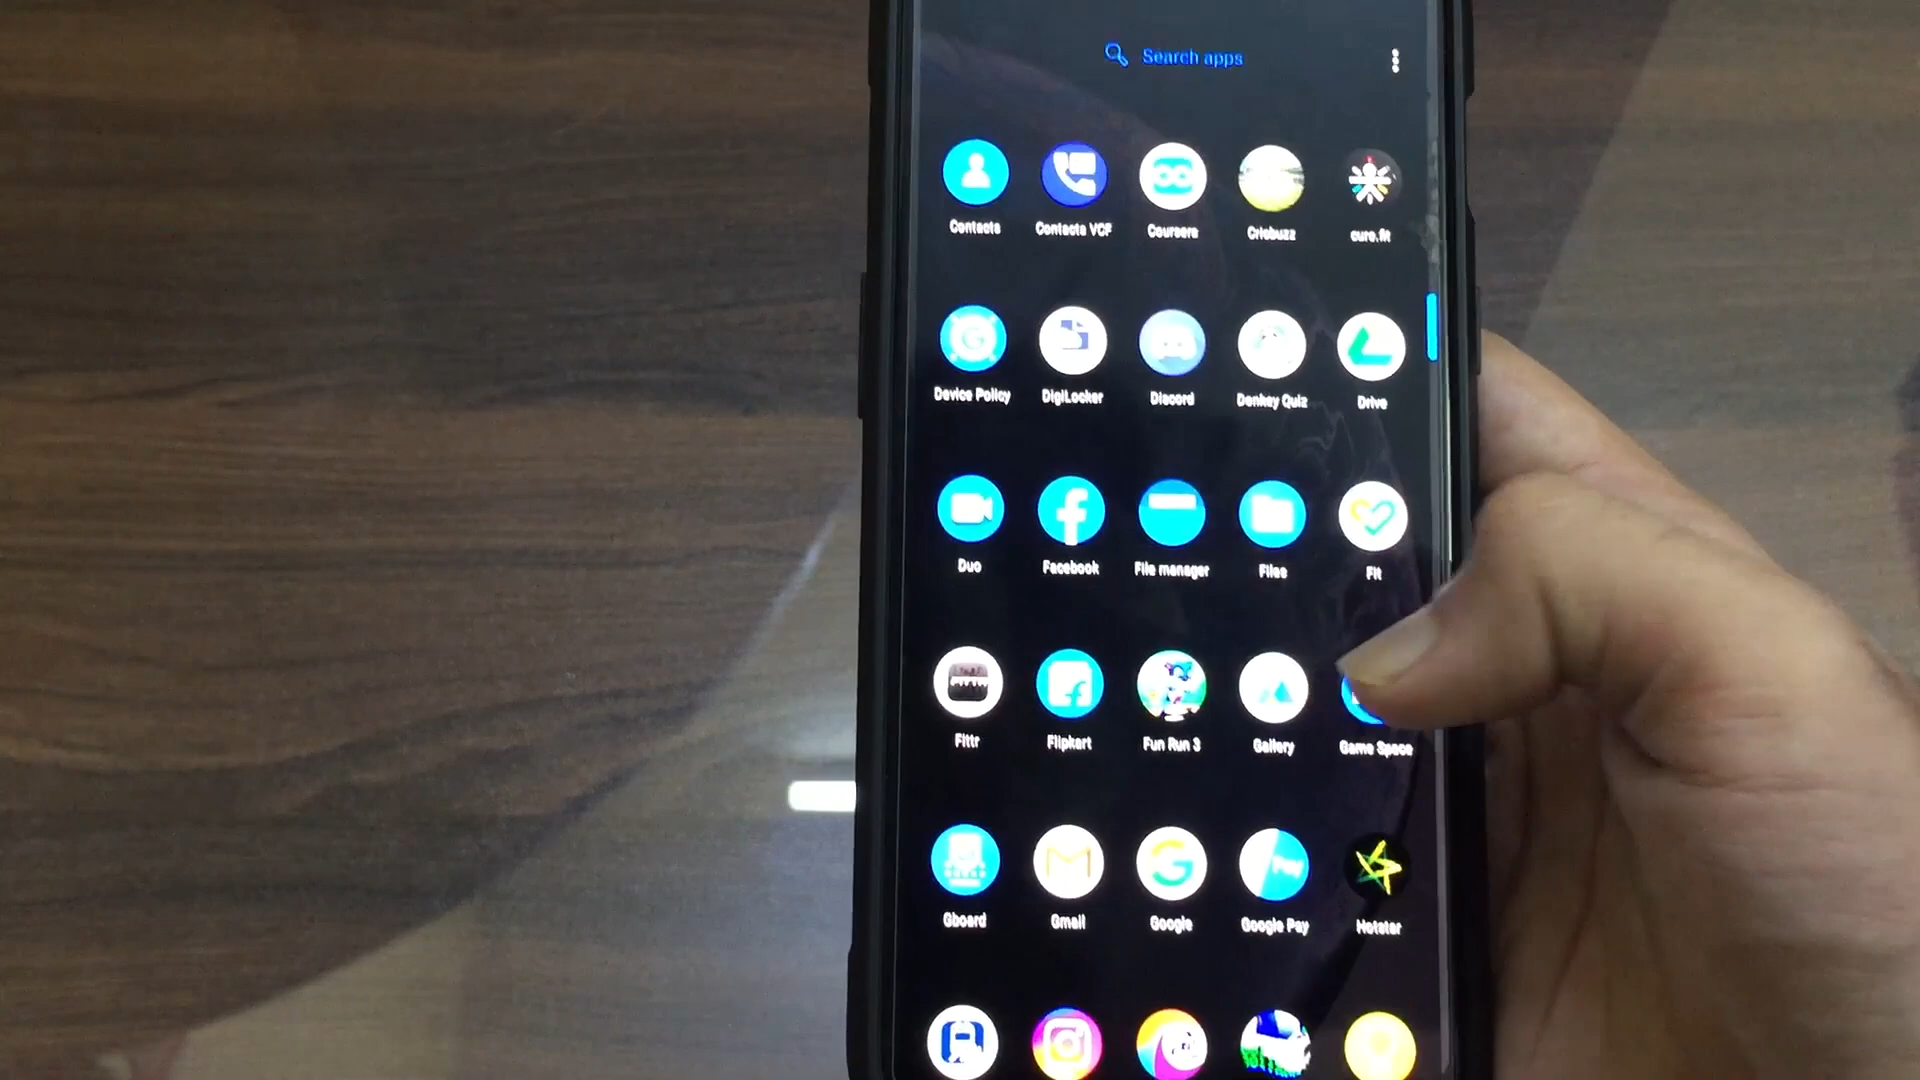 Search apps
Contacts Contacts VCF Coursera Cricbuzz cure.fit
Device Policy DigiLocker Discord Donkey Quiz Drive
Duo Facebook File manager Files Fit
Fittr Flipkart Fun Run 3 Gallery Game Space
Pay
Gboard Gmail Google Google Pay Hotstar